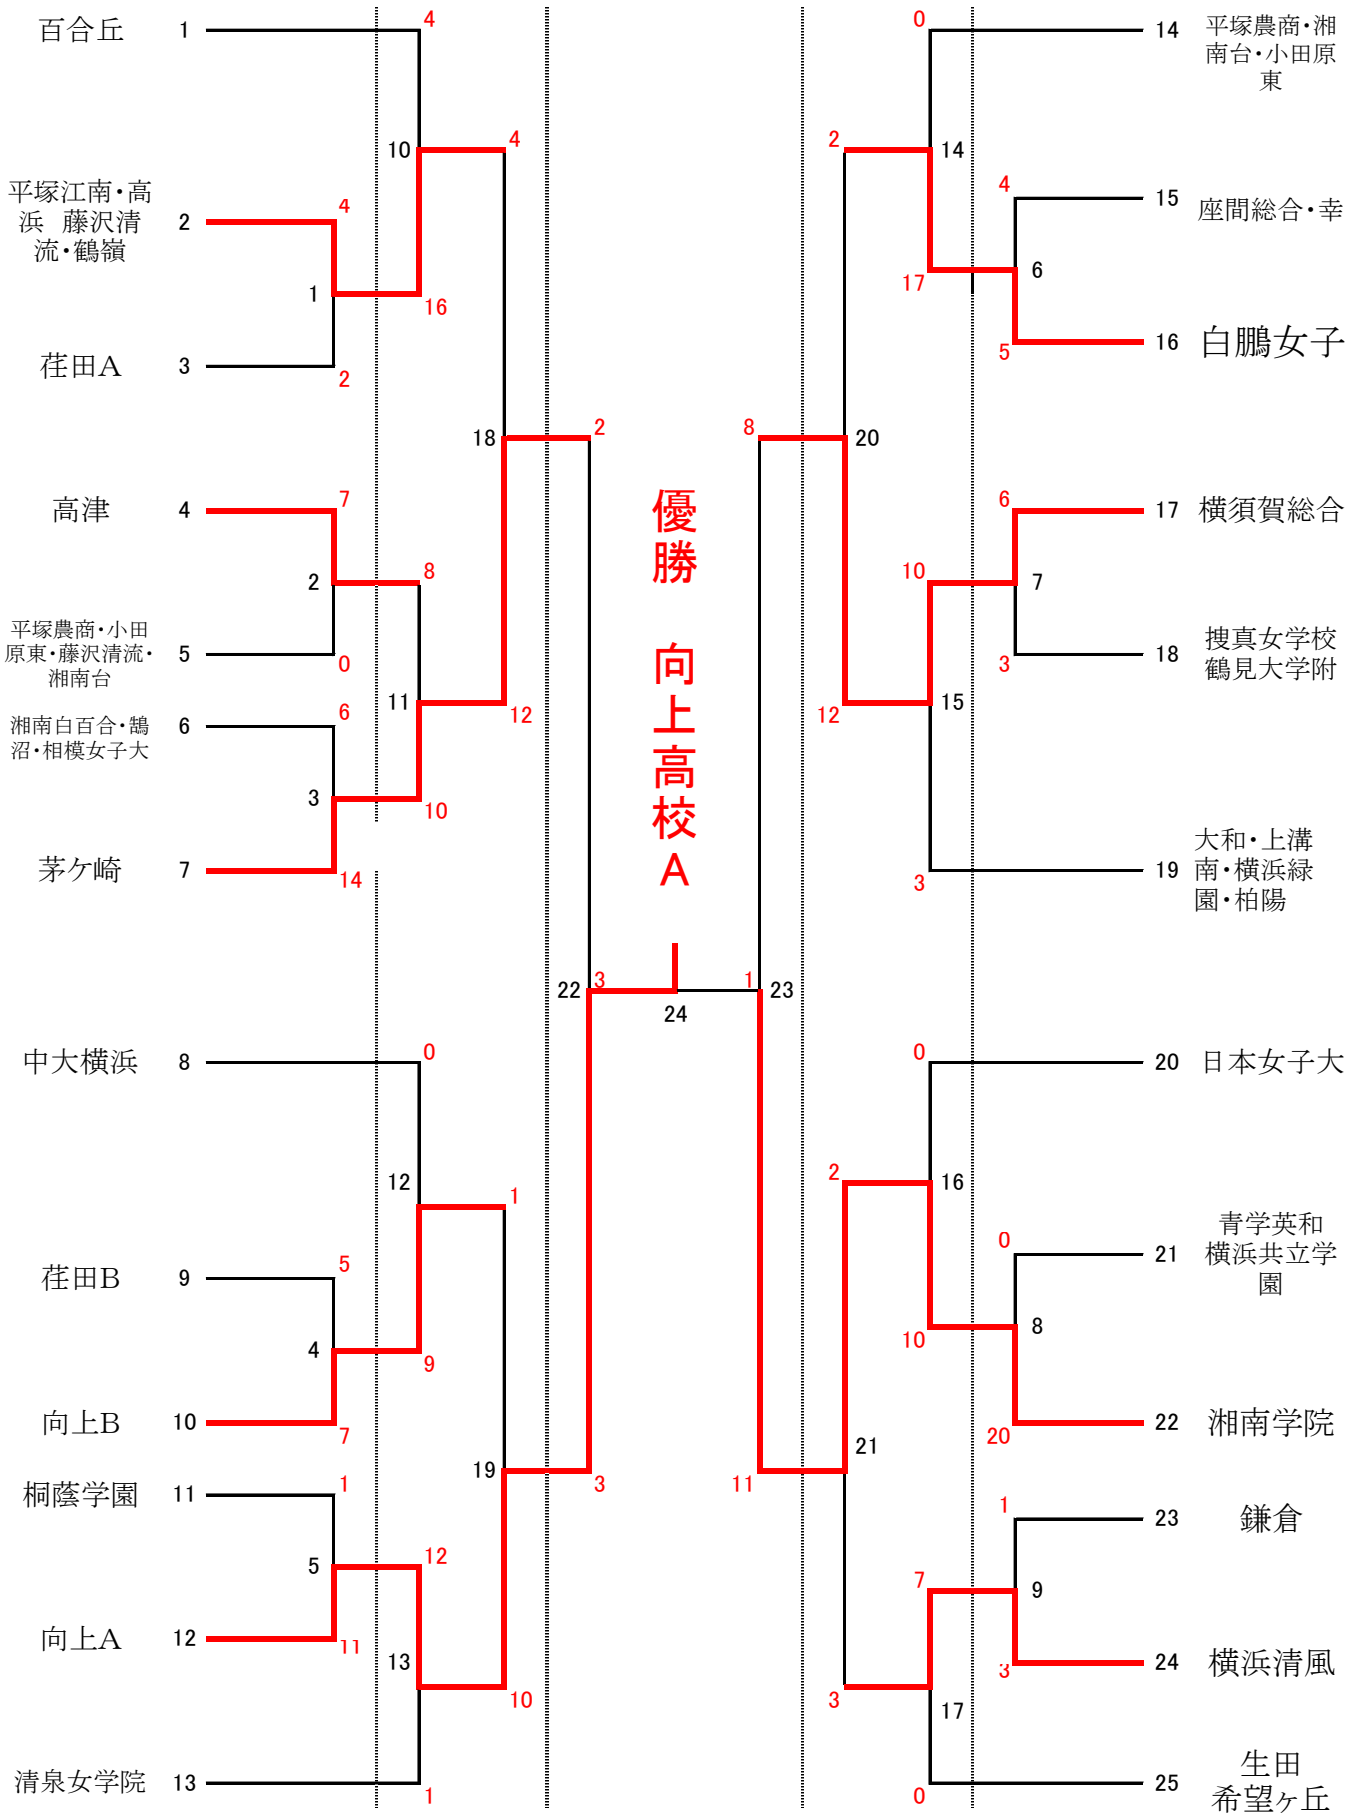 百合丘 1
4
10
4
平塚江南・高
浜 藤沢清
流・鶴嶺
2
4
1
16
荏田A 3
2
18
2
高津 4
7
2
8
平塚農商・小田
原東・藤沢清流・
湘南台
5
0
11
12
湘南白百合・鵠
沼・相模女子大
6
6
3
10
茅ケ崎 7
14
22
3
中大横浜 8
0
12
1
荏田B 9
5
4
9
向上B 10
7
19
3
桐蔭学園 11
1
5
12
向上A 12
11
13
10
清泉女学院 13
1
優勝 向上高校A
24
0
14 平塚農商・湘
南台・小田原
東
2
14
4
15 座間総合・幸
17
6
5
16 白鵬女子
8
20
6
17 横須賀総合
10
7
3
18 捜真女学校
鶴見大学附
12
15
3
19 大和・上溝
南・横浜緑
園・柏陽
1
23
0
20 日本女子大
2
16
0
21 青学英和
横浜共立学
園
10
8
20
22 湘南学院
11
21
1
23 鎌倉
7
9
3
24 横浜清風
3
17
0
25 生田
希望ヶ丘